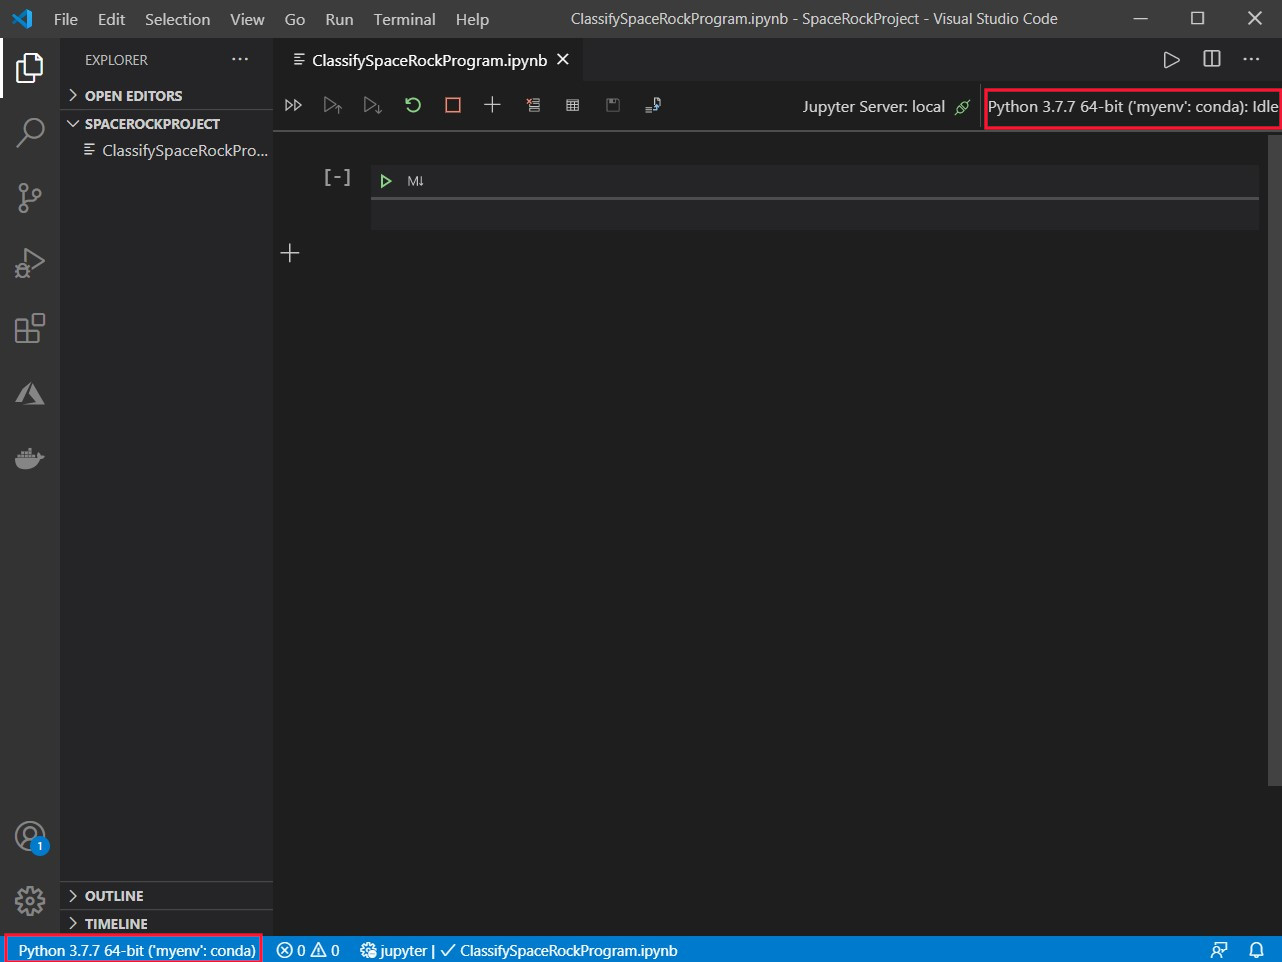 File Edit Selection View Go Run Terminal Help ClassifySpaceRockProgram.ipynb - SpaceRockProject - Visual Studio Code
EXPLORER
ClassifySpaceRockProgram.ipynb
OPEN EDITORS
Jupyter Server: local
Python 3.7.7 64-bit ('myenv': conda): Idle
SPACEROCKPROJECT
ClassifySpaceRockPro...
[-]
M↓
1
OUTLINE
TIMELINE
Python 3.7.7 64-bit ('myenv': conda) 0 0 jupyter | ✓ ClassifySpaceRockProgram.ipynb